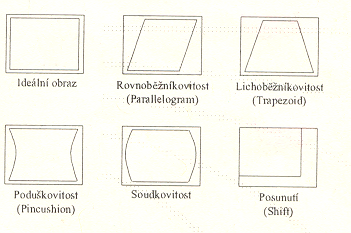 Ideální obraz
Rovnoběžníkovitost
(Parallelogram)
Lichoběžníkovitost
(Trapezoid)
Poduškovitost
(Pincushion)
Soudkovitost
Posunutí
(Shift)